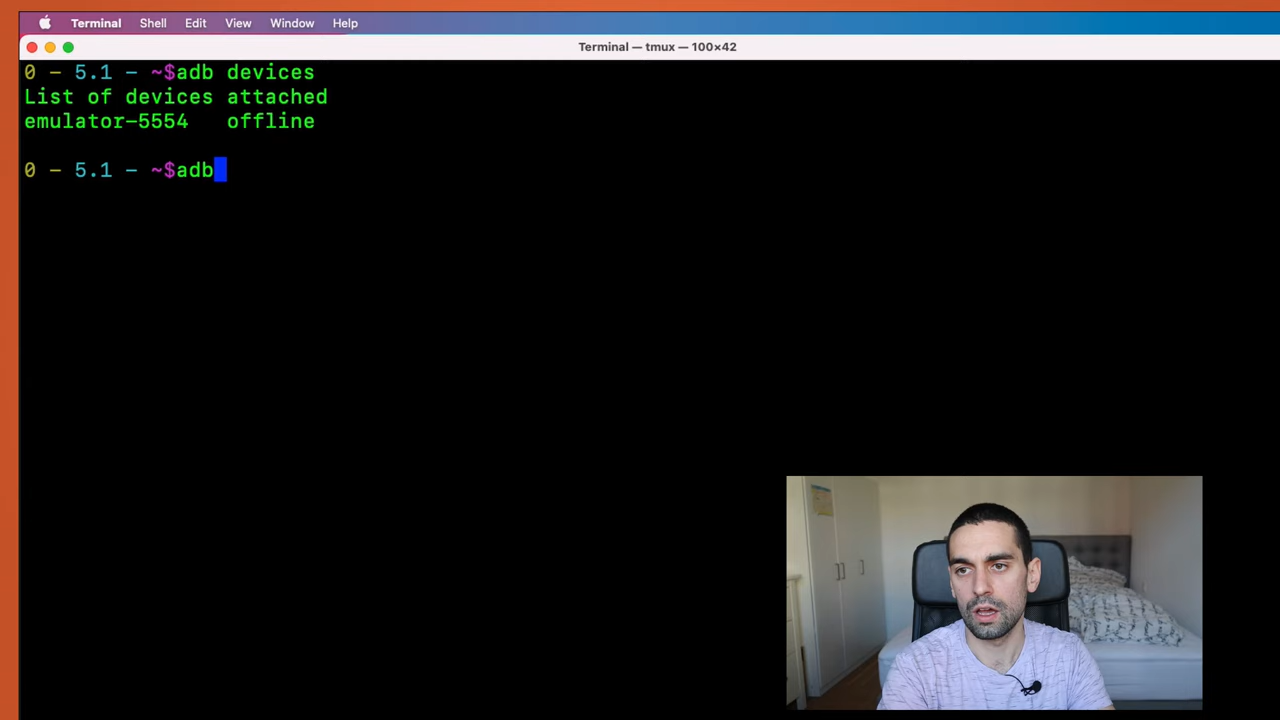 Terminal Shell Edit View Window Help
Terminal — tmux — 100×42
0 – 5.1 – ~$adb devices
List of devices attached
emulator–5554 offline
0 – 5.1 – ~$adb